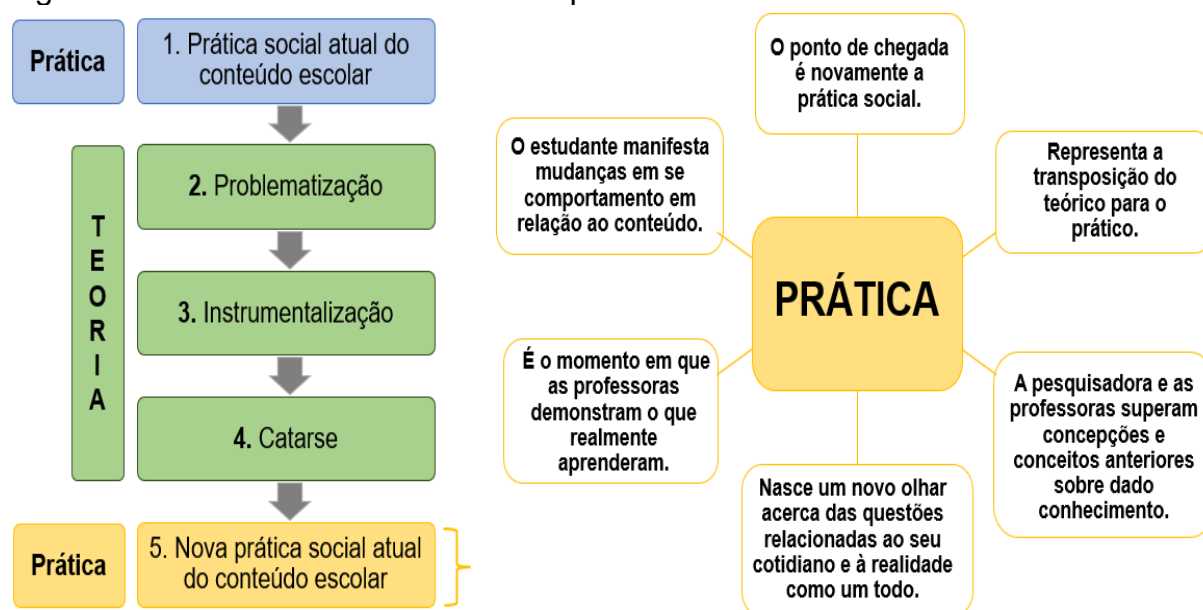 Prática
1. Prática social atual do
conteúdo escolar
T
E
O
R
I
A
2. Problematização
3. Instrumentalização
4. Catarse
Prática
5. Nova prática social atual
do conteúdo escolar
O ponto de chegada
é novamente a
prática social.
O estudante manifesta
mudanças em se
comportamento em
relação ao conteúdo.
Representa a
transposição do
teórico para o
prático.
PRÁTICA
É o momento em que
as professoras
demonstram o que
realmente
aprenderam.
A pesquisadora e as
professoras superam
concepções e
conceitos anteriores
sobre dado
conhecimento.
Nasce um novo olhar
acerca das questões
relacionadas ao seu
cotidiano e à realidade
como um todo.